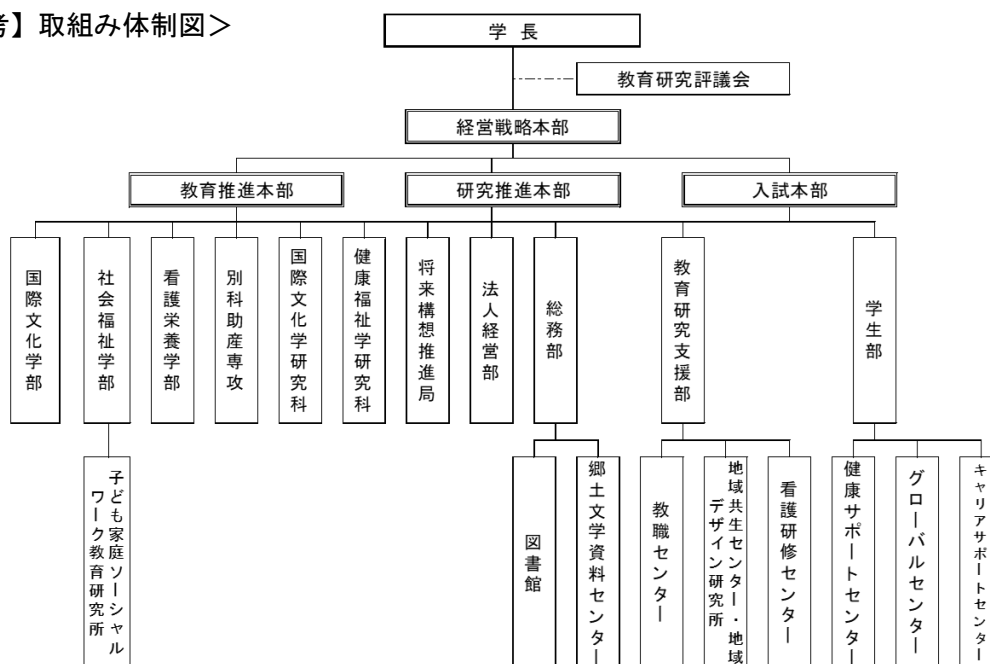 考】取組み体制図＞
学 長
教育研究評議会
経営戦略本部
教育推進本部
研究推進本部
入試本部
国際文化学部
社会福祉学部
看護栄養学部
別科助産専攻
国際文化学研究科
健康福祉学研究科
将来構想推進局
法人経営部
総務部
教育研究支援部
学生部
子ども家庭ソーシャル
ワーク教育研究所
図書館
郷土文学資料センター
教職センター
地域共生センター・地域
デザイン研究所
看護研修センター
健康サポートセンター
グローバルセンター
キャリアサポートセンター